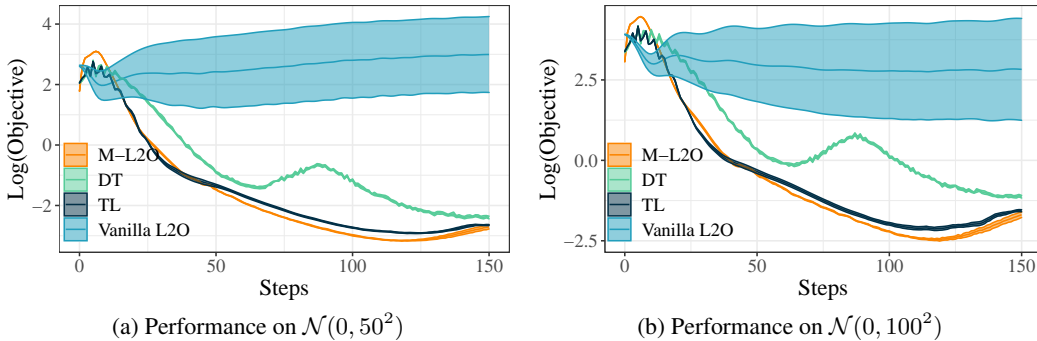 4
2
0
−2
Log(Objective)
M−L2O
DT
TL
Vanilla L2O
0
50
100
150
Steps
(a) Performance on 𝒩(0, 50²)
2.5
0.0
−2.5
Log(Objective)
M−L2O
DT
TL
Vanilla L2O
0
50
100
150
Steps
(b) Performance on 𝒩(0, 100²)